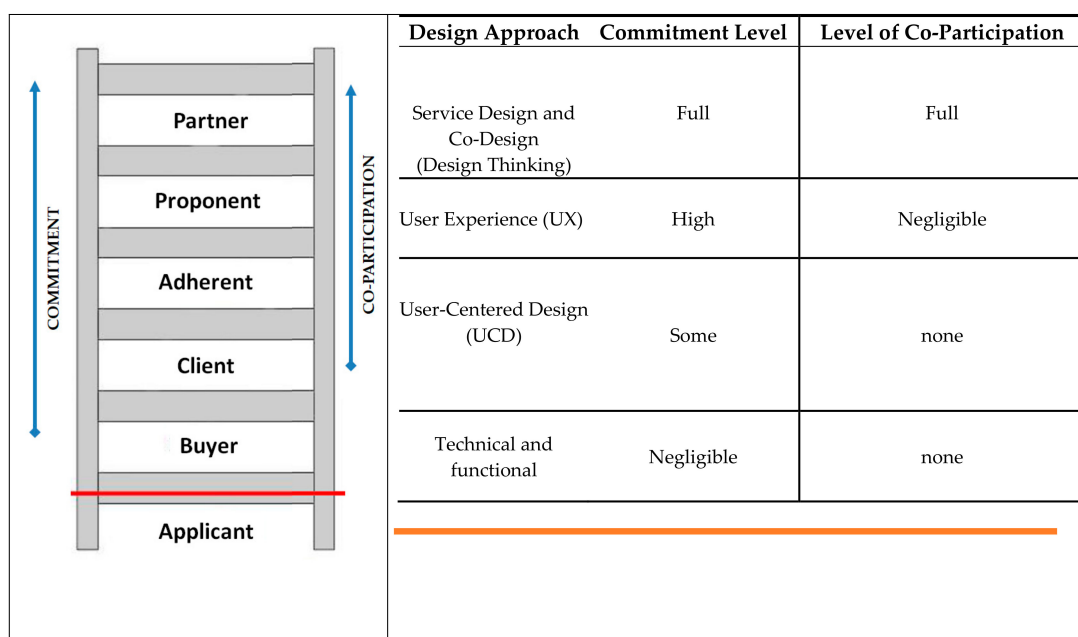 COMMITMENT
Partner
Proponent
Adherent
Client
Buyer
Applicant
CO-PARTICIPATION
Design Approach Commitment Level Level of Co-Participation
Service Design and Full Full
Co-Design
(Design Thinking)
User Experience (UX) High Negligible
User-Centered Design
(UCD) Some none
Technical and
functional Negligible none